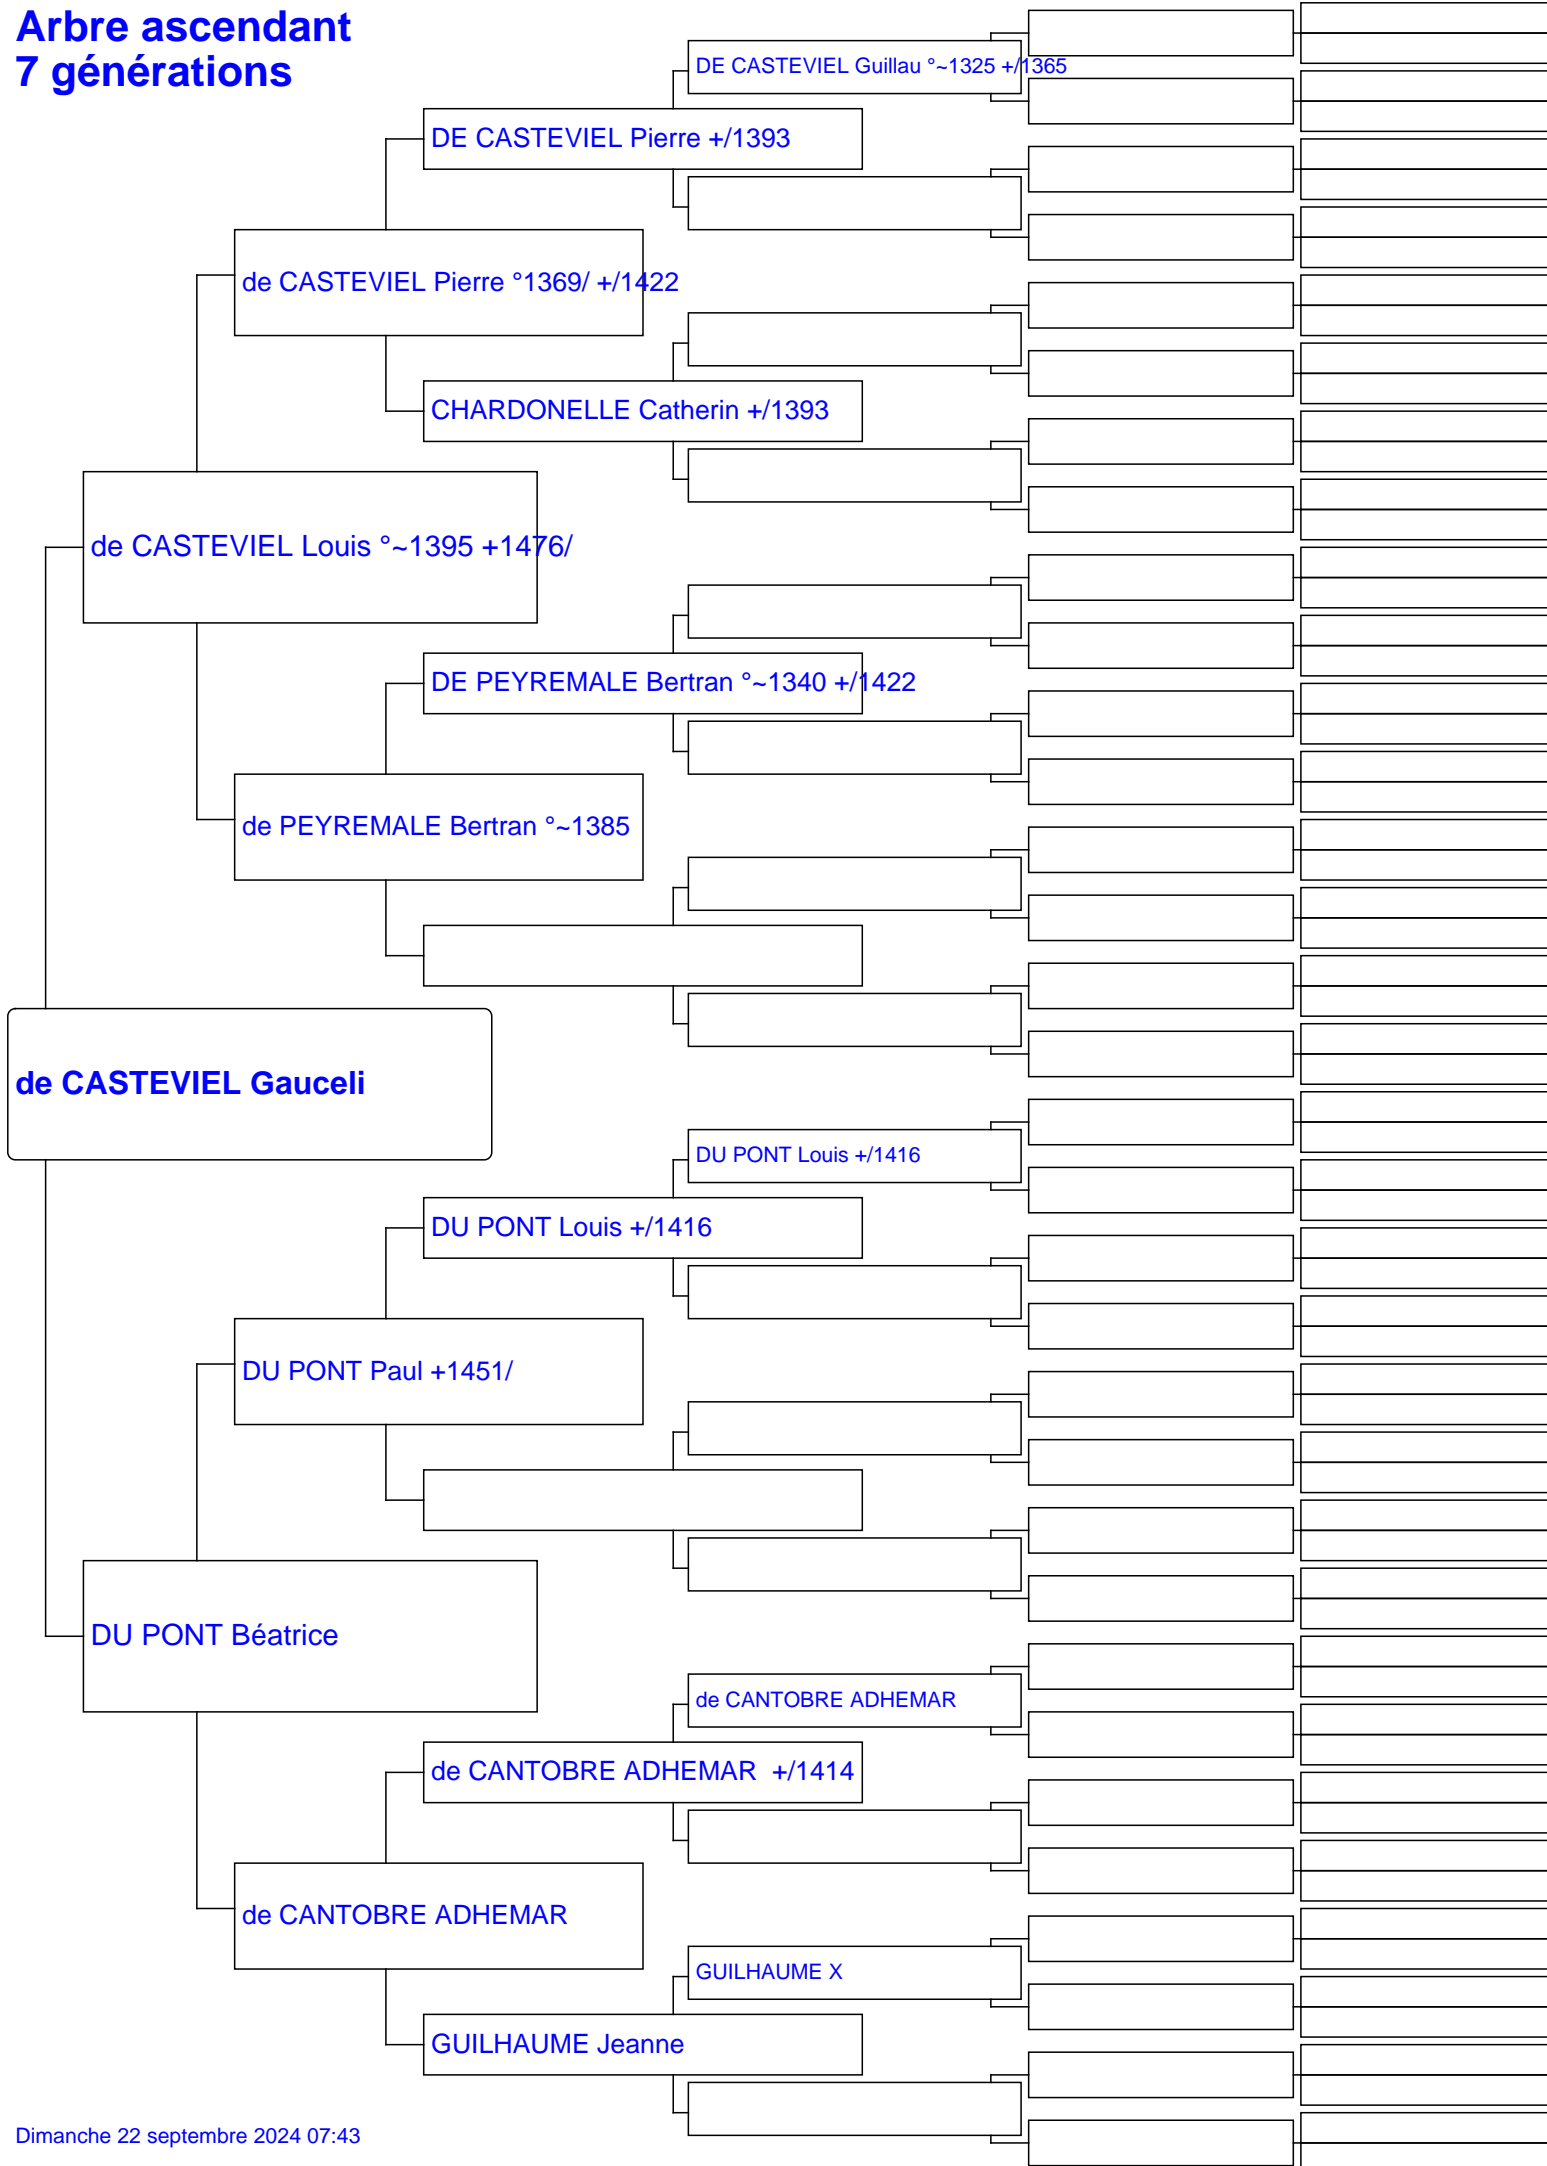 Arbre ascendant
7 générations
DE CASTEVIEL Guillau °~1325 +/1365
DE CASTEVIEL Pierre +/1393
de CASTEVIEL Pierre °1369/ +/1422
CHARDONELLE Catherin +/1393
de CASTEVIEL Louis °~1395 +1476/
DE PEYREMALE Bertran °~1340 +/1422
de PEYREMALE Bertran °~1385
de CASTEVIEL Gauceli
DU PONT Louis +/1416
DU PONT Louis +/1416
DU PONT Paul +1451/
DU PONT Béatrice
de CANTOBRE ADHEMAR
de CANTOBRE ADHEMAR  +/1414
de CANTOBRE ADHEMAR
GUILHAUME X
GUILHAUME Jeanne
Dimanche 22 septembre 2024 07:43